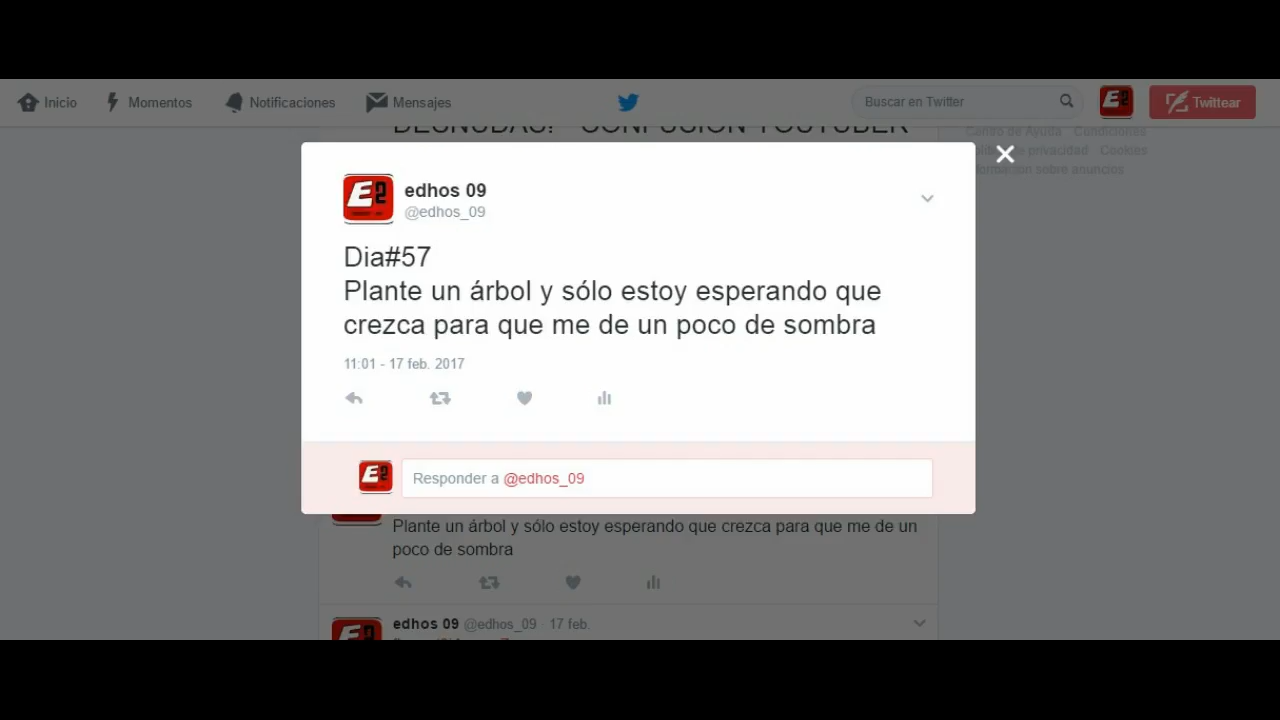 Inicio Momentos Notificaciones Mensajes Buscar en Twitter Twittear
DESNUDAS! CONFUSION YOUTUBER
Centro de Ayuda Condiciones
privacidad Cookies
sobre anuncios
edhos 09
@edhos_09
Dia#57
Plante un árbol y sólo estoy esperando que
crezca para que me de un poco de sombra
11:01 - 17 feb. 2017
Responder a @edhos_09
Plante un árbol y sólo estoy esperando que crezca para que me de un
poco de sombra
edhos 09 @edhos_09 · 17 feb.